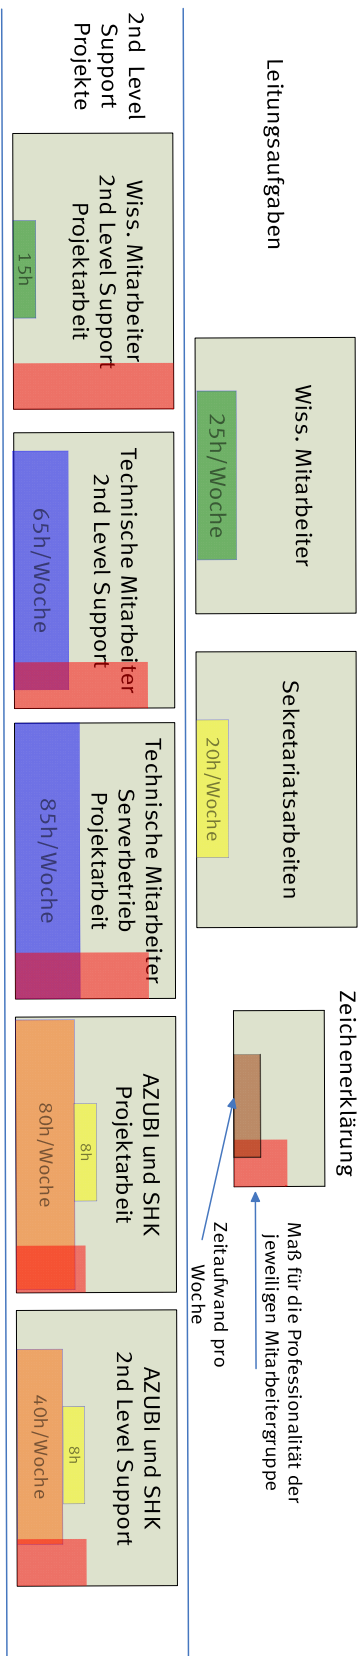 Leitungsaufgaben
Wiss. Mitarbeiter
25h/Woche
Sekretariatsarbeiten
20h/Woche
Zeichenerklärung
Maß für die Professionalität der
jeweiligen Mitarbeitergruppe
Zeitaufwand pro
Woche
2nd Level
Support
Projekte
Wiss. Mitarbeiter
2nd Level Support
Projektarbeit
15h
Technische Mitarbeiter
2nd Level Support
65h/Woche
Technische Mitarbeiter
Serverbetrieb
Projektarbeit
85h/Woche
AZUBI und SHK
Projektarbeit
8h
80h/Woche
AZUBI und SHK
2nd Level Support
8h
40h/Woche